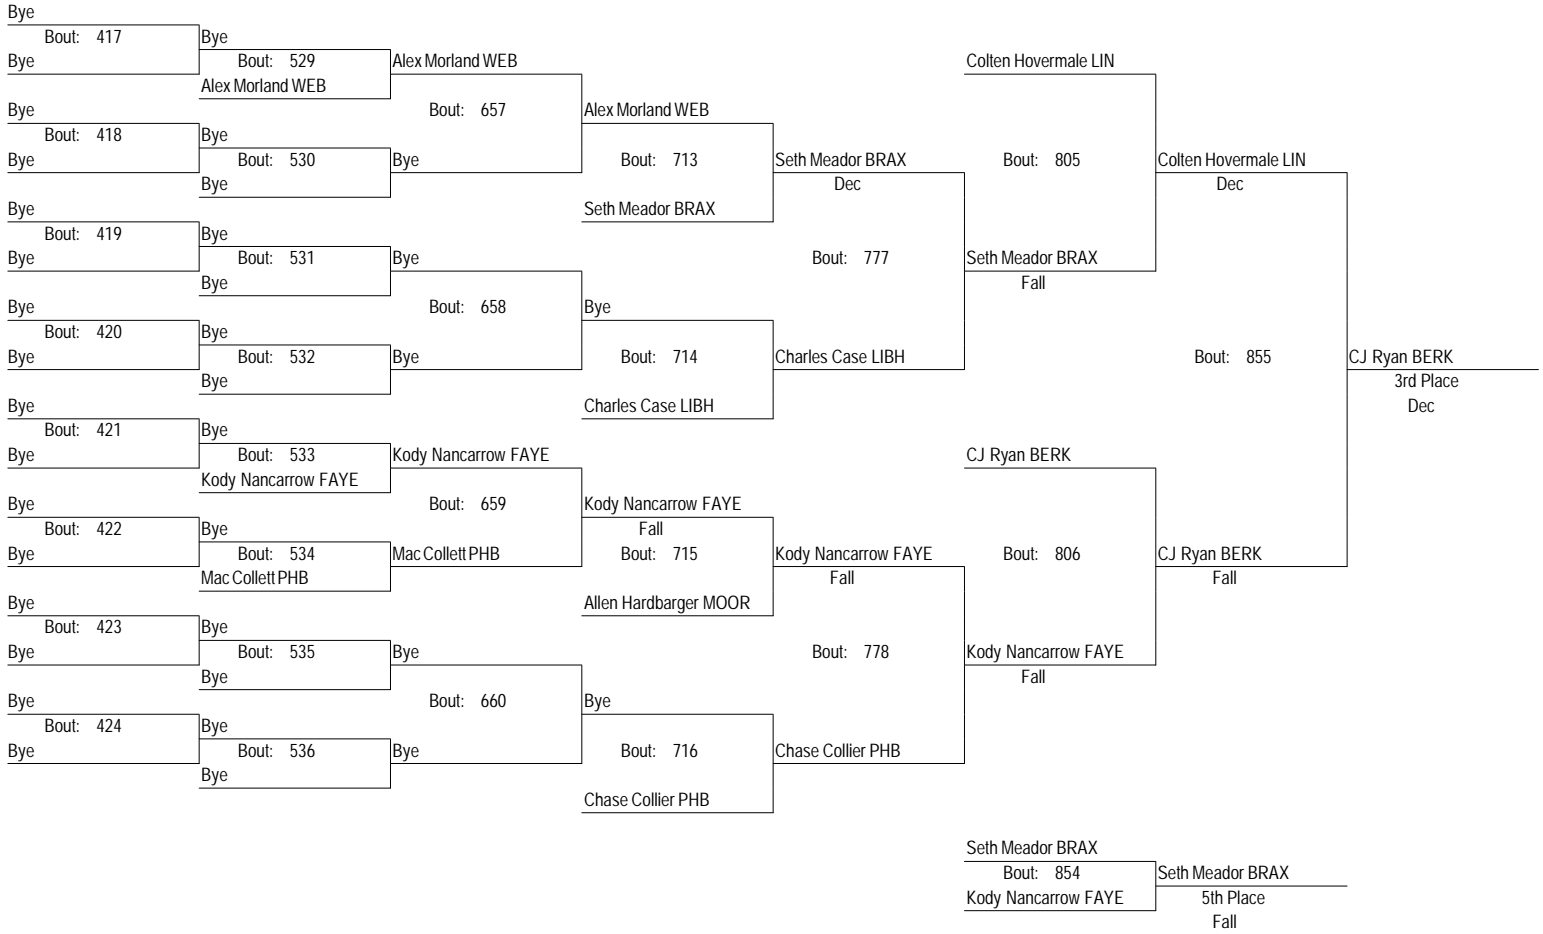 Bye
Bout: 417 Bye
Bye Bout: 529 Alex Morland WEB Colten Hovermale LIN
Alex Morland WEB
Bye Bout: 657 Alex Morland WEB
Bout: 418 Bye
Bye Bout: 530 Bye Bout: 713 Seth Meador BRAX Bout: 805 Colten Hovermale LIN
Bye Dec Dec
Bye Seth Meador BRAX
Bout: 419 Bye
Bye Bout: 531 Bye Bout: 777 Seth Meador BRAX
Bye Fall
Bye Bout: 658 Bye
Bout: 420 Bye
Bye Bout: 532 Bye Bout: 714 Charles Case LIBH Bout: 855 CJ Ryan BERK
Bye 3rd Place
Bye Charles Case LIBH Dec
Bout: 421 Bye
Bye Bout: 533 Kody Nancarrow FAYE CJ Ryan BERK
Kody Nancarrow FAYE
Bye Bout: 659 Kody Nancarrow FAYE
Bout: 422 Bye Fall
Bye Bout: 534 Mac Collett PHB Bout: 715 Kody Nancarrow FAYE Bout: 806 CJ Ryan BERK
Mac Collett PHB Fall Fall
Bye Allen Hardbarger MOOR
Bout: 423 Bye
Bye Bout: 535 Bye Bout: 778 Kody Nancarrow FAYE
Bye Fall
Bye Bout: 660 Bye
Bout: 424 Bye
Bye Bout: 536 Bye Bout: 716 Chase Collier PHB
Bye
Chase Collier PHB
Seth Meador BRAX
Bout: 854 Seth Meador BRAX
Kody Nancarrow FAYE 5th Place
Fall